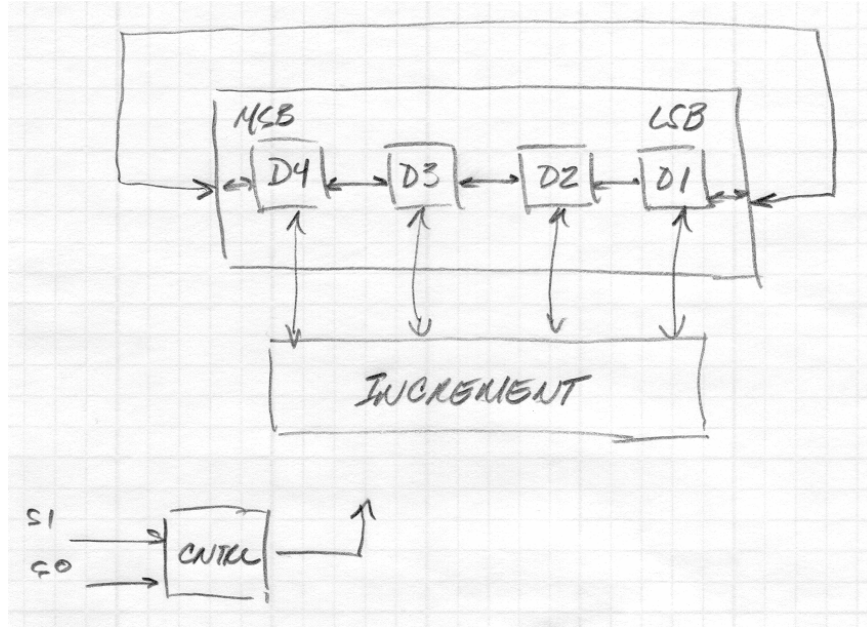 MSB LSB
D4 D3 D2 D1
INCREMENT
S1
CNTRL
S0